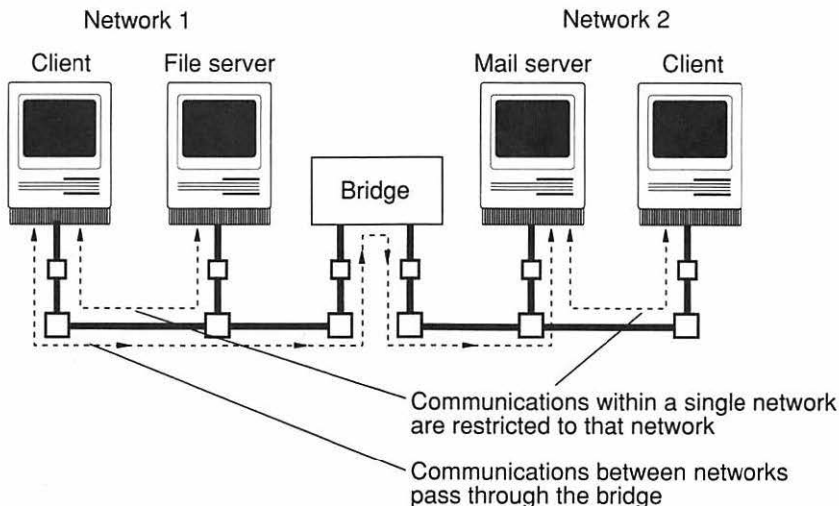 Network 1
Network 2
Client
File server
Mail server
Client
Bridge
Communications within a single network
are restricted to that network
Communications between networks
pass through the bridge